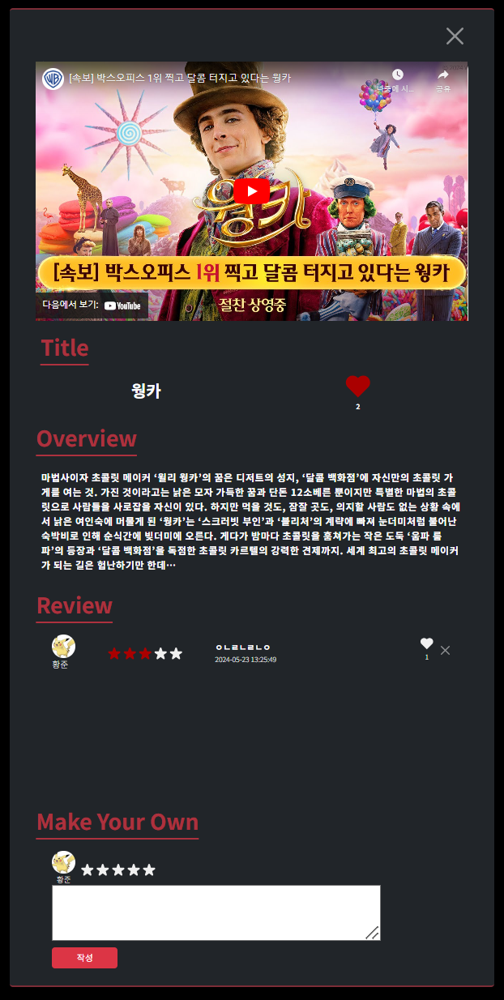 [속보] 박스오피스 1위 찍고 달콤 터지고 있다는 웡카
나중에 시...
공유
웡카
[속보] 박스오피스 1위 찍고 달콤 터지고 있다는 웡카
다음에서 보기: YouTube
절찬 상영중
Title
웡카
2
Overview
마법사이자 초콜릿 메이커 ‘윌리 웡카’의 꿈은 디저트의 성지, ‘달콤 백화점’에 자신만의 초콜릿 가
게를 여는 것. 가진 것이라고는 낡은 모자 가득한 꿈과 단돈 12소베른 뿐이지만 특별한 마법의 초콜
릿으로 사람들을 사로잡을 자신이 있다. 하지만 먹을 것도, 잠잘 곳도, 의지할 사람도 없는 상황 속에
서 낡은 여인숙에 머물게 된 ‘웡카’는 ‘스크러빗 부인’과 ‘블리처’의 계략에 빠져 눈더미처럼 불어난
숙박비로 인해 순식간에 빚더미에 오른다. 게다가 밤마다 초콜릿을 훔쳐가는 작은 도둑 ‘움파 룸
파’의 등장과 ‘달콤 백화점’을 독점한 초콜릿 카르텔의 강력한 견제까지. 세계 최고의 초콜릿 메이커
가 되는 길은 험난하기만 한데…
Review
황준
ㅇㄴㄹㄴㄹㄴㅇ
2024-05-23 13:25:49
1
Make Your Own
황준
작성